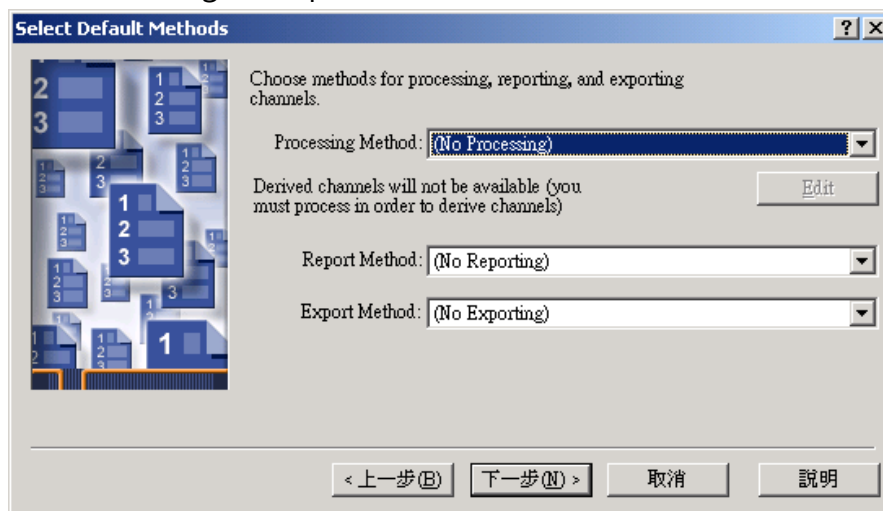 Select Default Methods
Choose methods for processing, reporting, and exporting
channels.
Processing Method: (No Processing)
Derived channels will not be available (you
must process in order to derive channels)
Edit
Report Method: (No Reporting)
Export Method: (No Exporting)
<上一步(B)
下一步(N)>
取消
說明